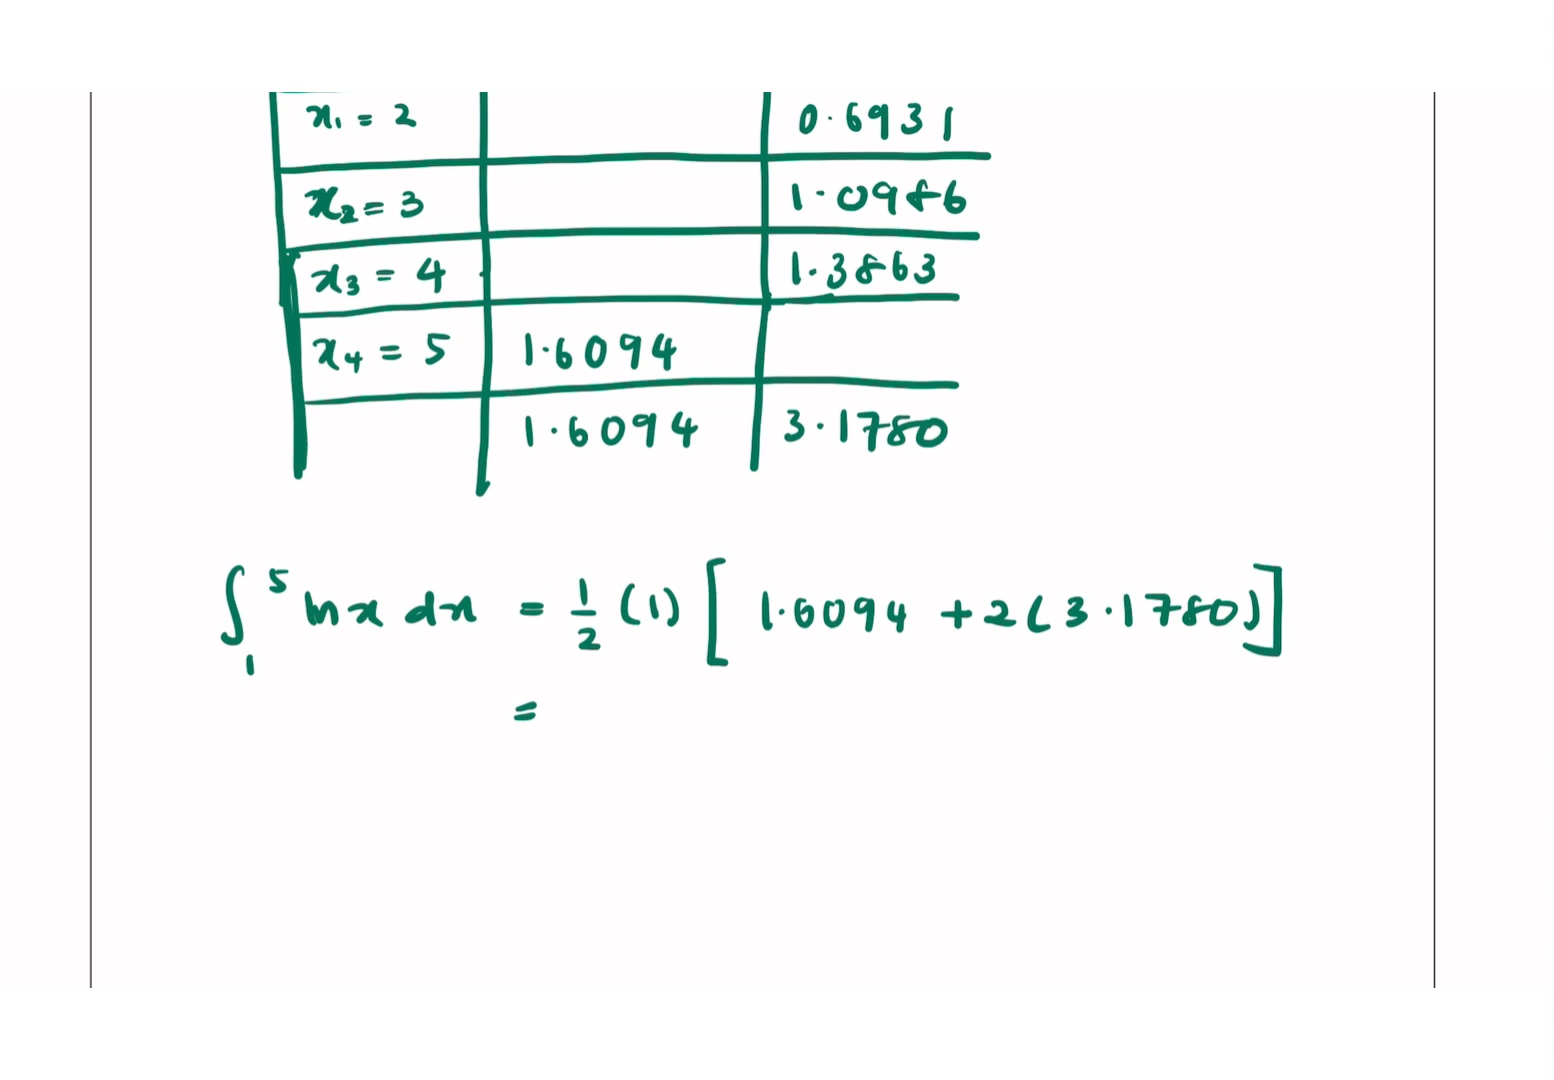 x₁ = 2 0.6931
x₂ = 3 1.0986
x₃ = 4 1.3863
x₄ = 5 1.6094
1.6094 3.1780
∫₁⁵ ln x dx = ½ (1) [ 1.6094 + 2(3.1780)]
=